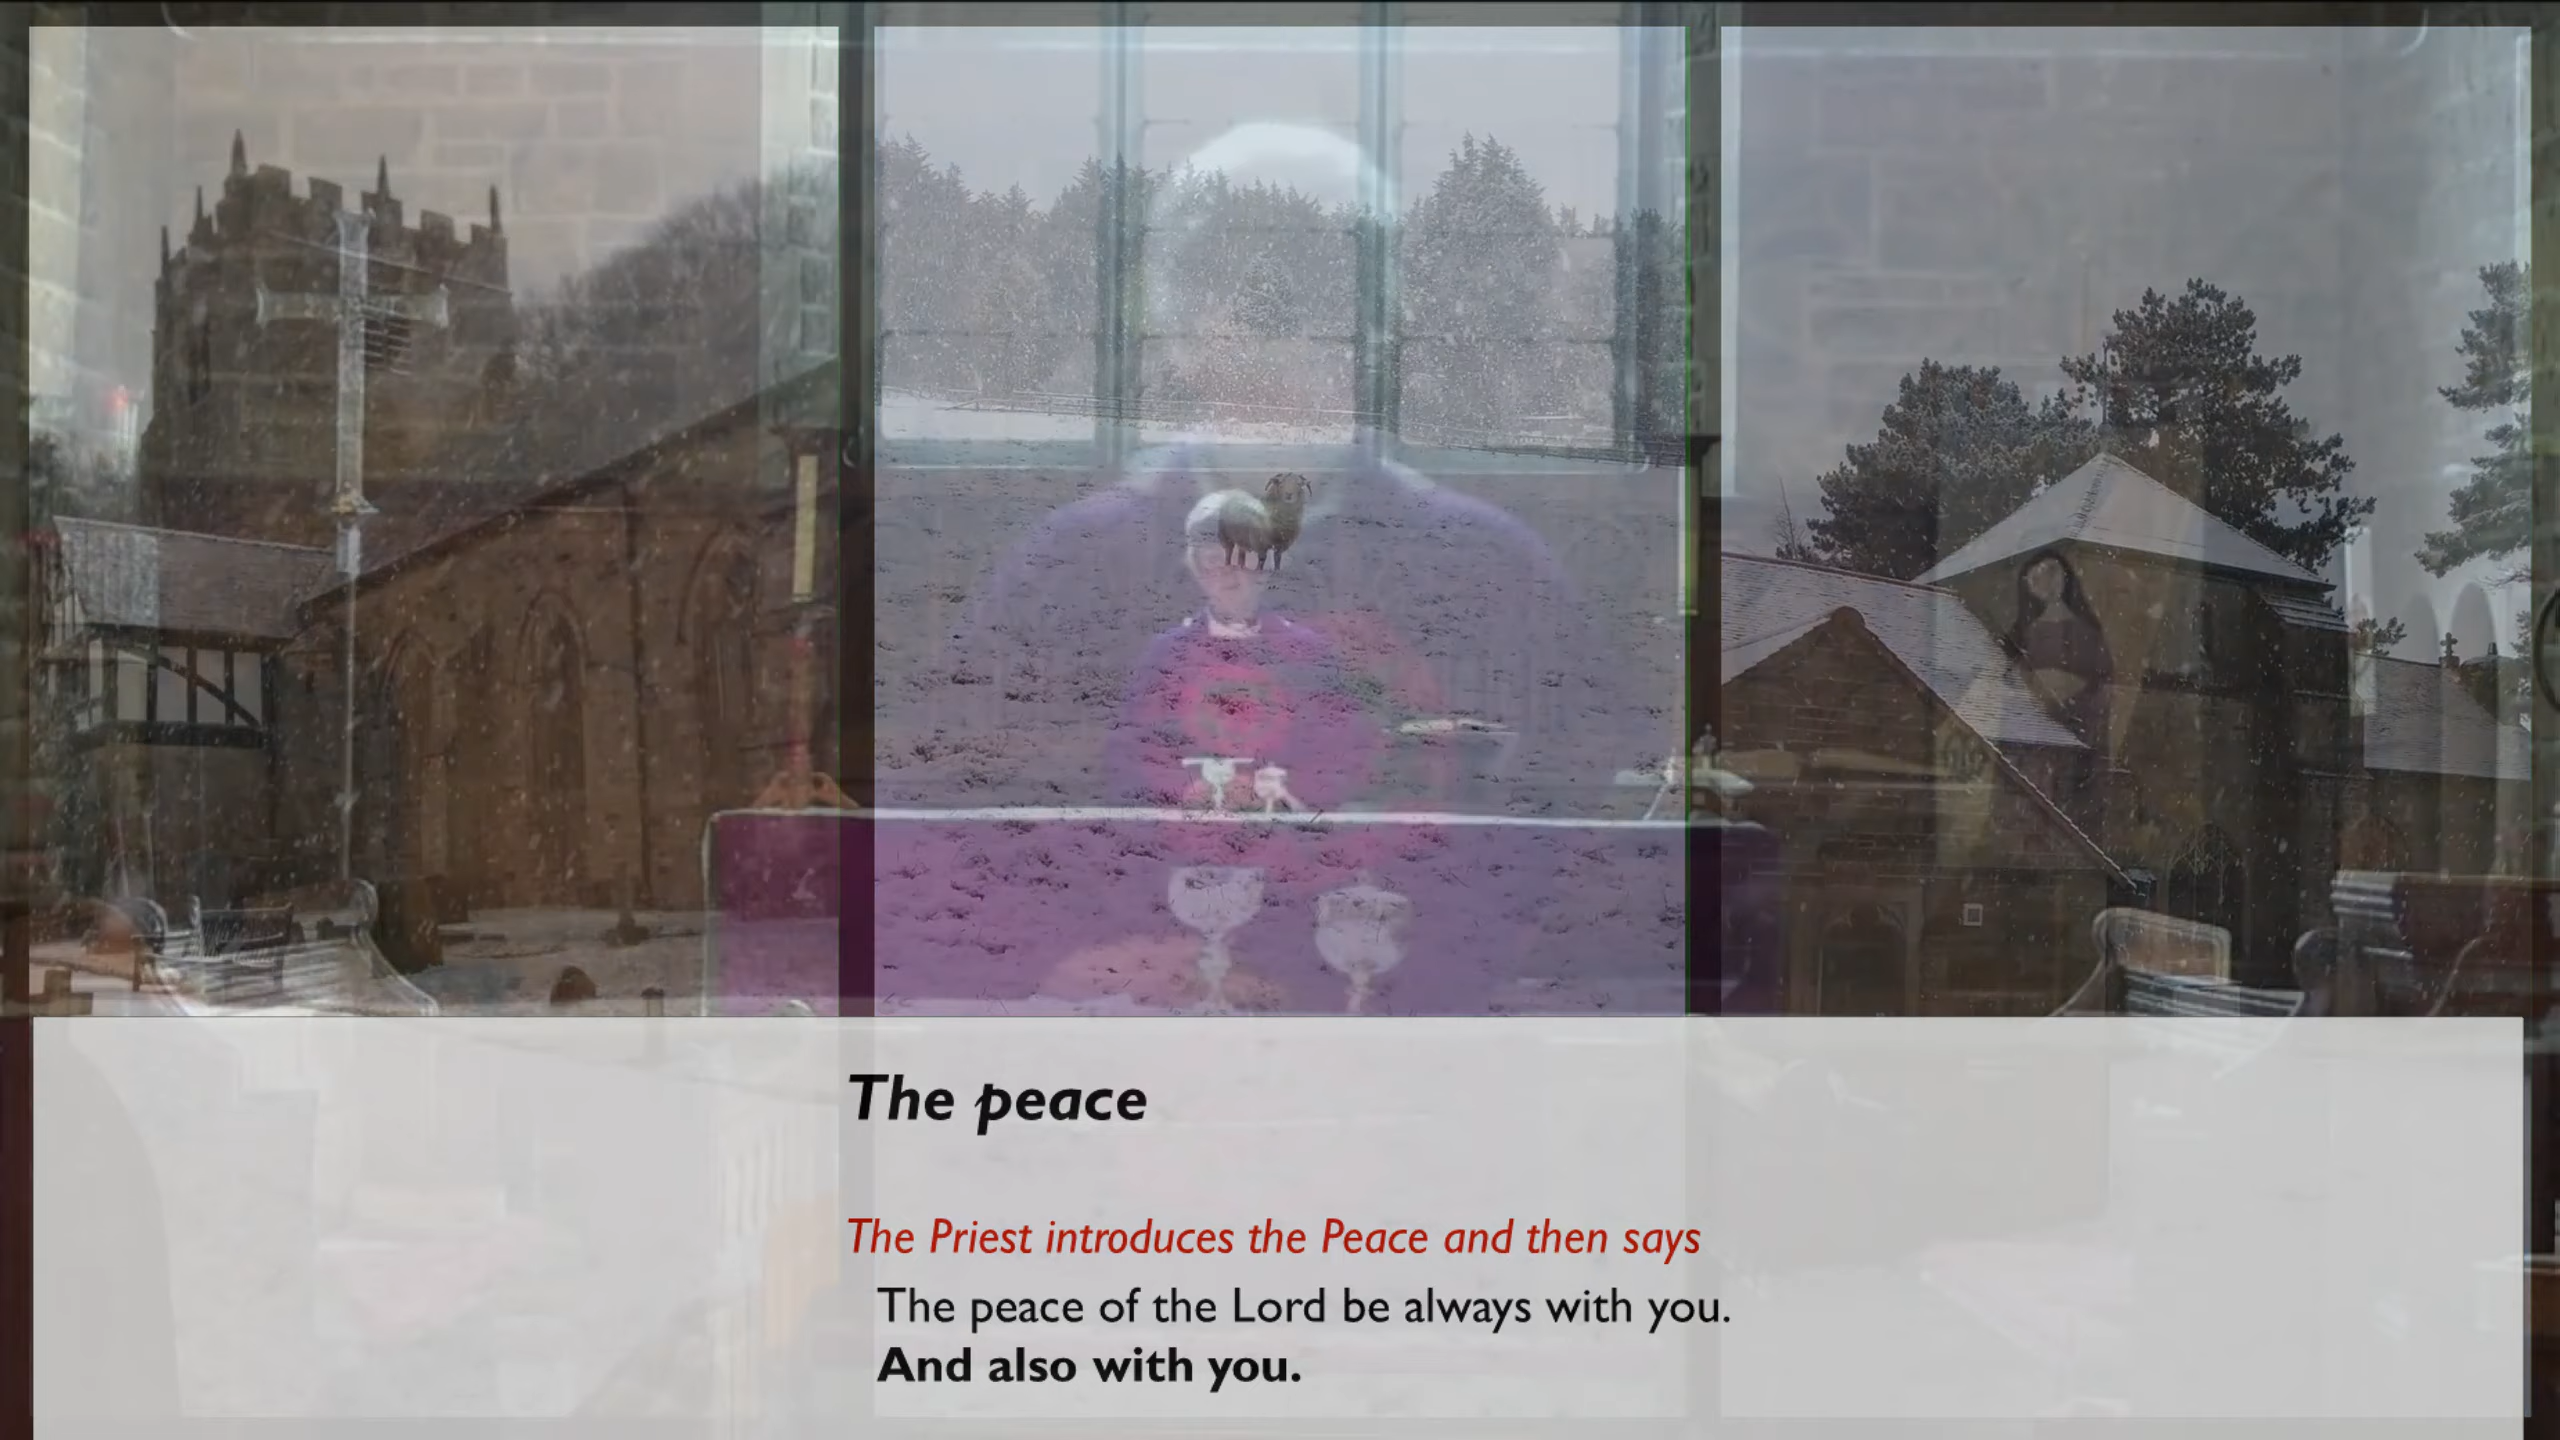 The peace
The Priest introduces the Peace and then says
The peace of the Lord be always with you.
And also with you.